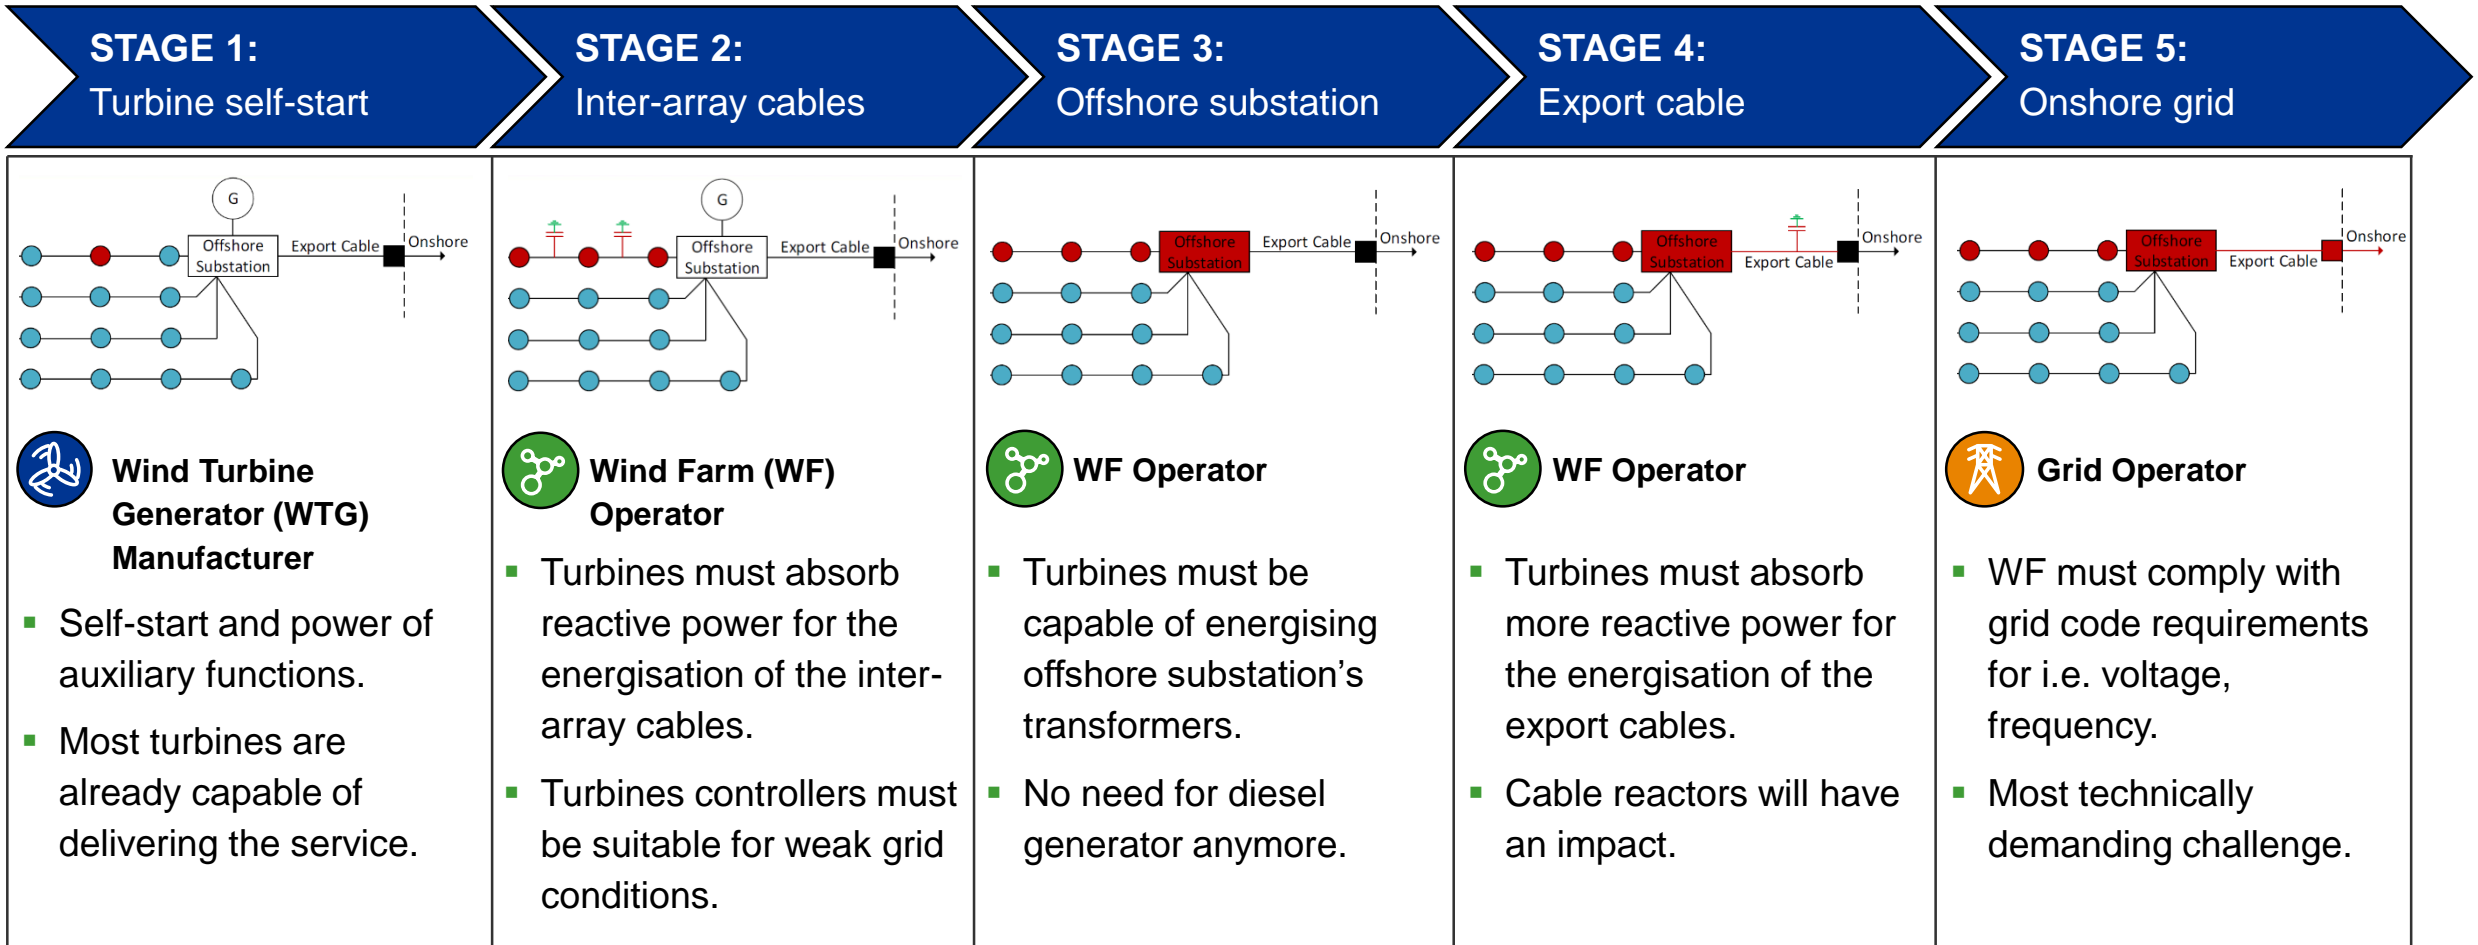 STAGE 1:
Turbine self-start
STAGE 2:
Inter-array cables
STAGE 3:
Offshore substation
STAGE 4:
Export cable
STAGE 5:
Onshore grid
G
Offshore
Substation
Export Cable
Onshore
G
Offshore
Substation
Export Cable
Onshore
Offshore
Substation
Export Cable
Onshore
Offshore
Substation
Export Cable
Onshore
Offshore
Substation
Export Cable
Onshore
Wind Turbine
Generator (WTG)
Manufacturer
▪ Self-start and power of
auxiliary functions.
▪ Most turbines are
already capable of
delivering the service.
Wind Farm (WF)
Operator
▪ Turbines must absorb
reactive power for the
energisation of the inter-
array cables.
▪ Turbines controllers must
be suitable for weak grid
conditions.
WF Operator
▪ Turbines must be
capable of energising
offshore substation’s
transformers.
▪ No need for diesel
generator anymore.
WF Operator
▪ Turbines must absorb
more reactive power for
the energisation of the
export cables.
▪ Cable reactors will have
an impact.
Grid Operator
▪ WF must comply with
grid code requirements
for i.e. voltage,
frequency.
▪ Most technically
demanding challenge.